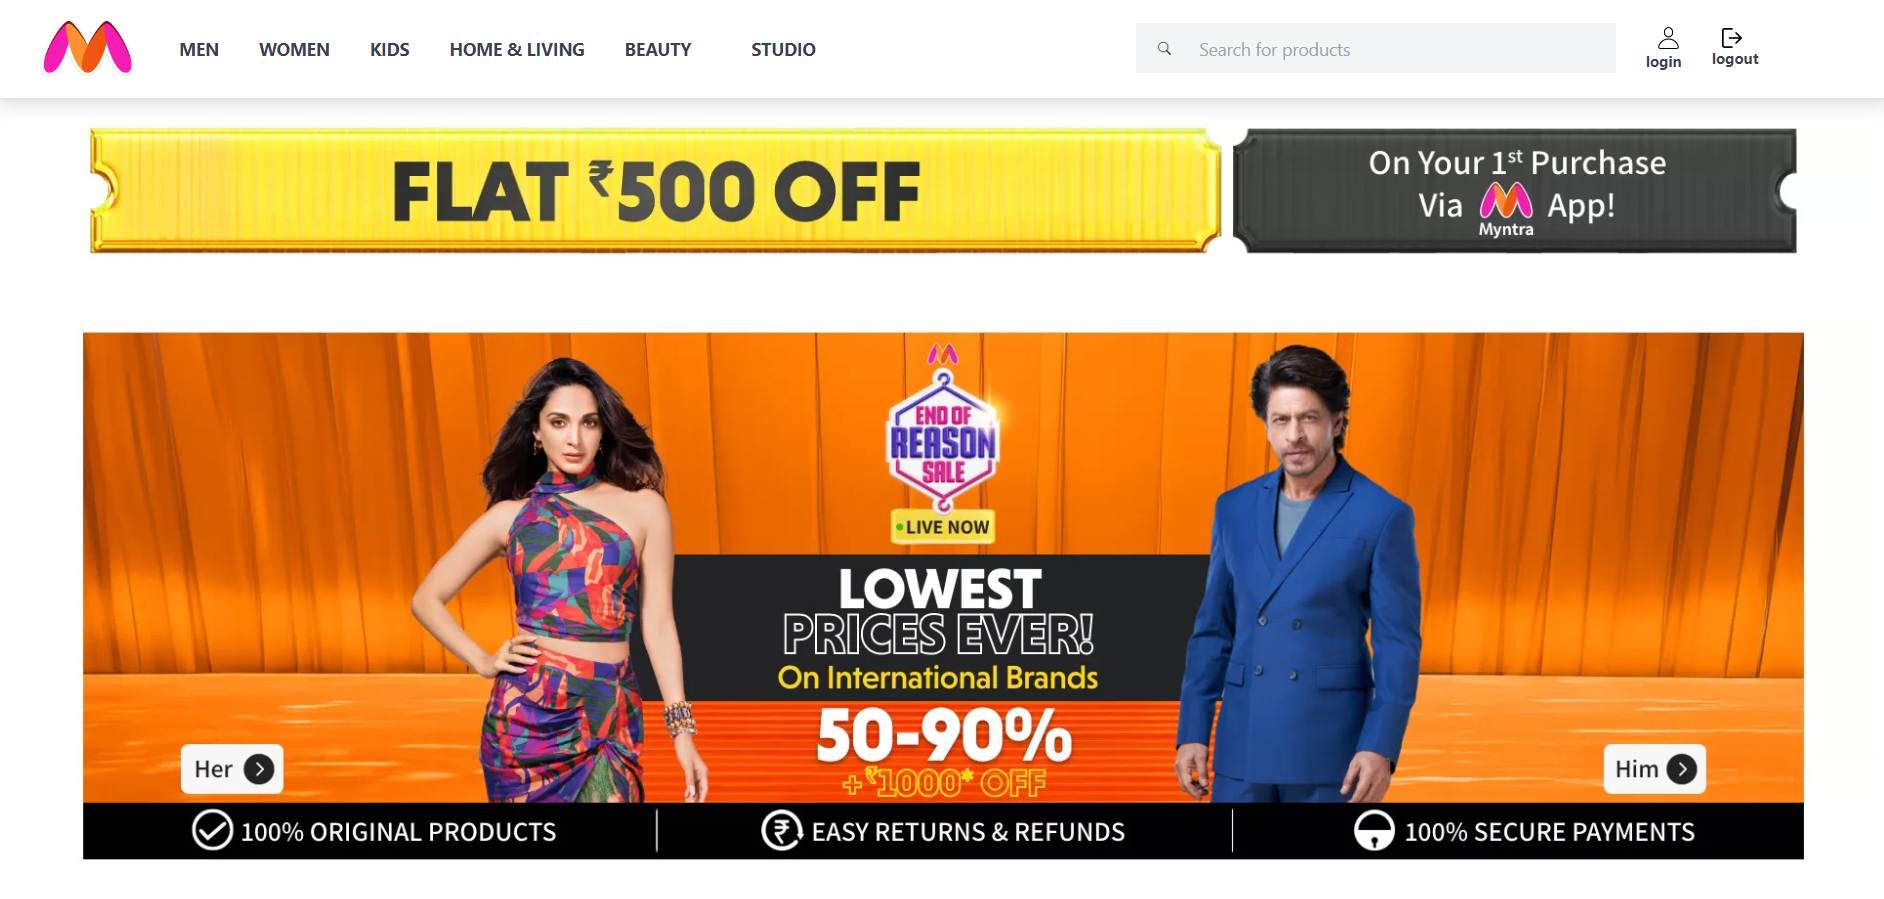 MEN WOMEN KIDS HOME & LIVING BEAUTY STUDIO
Search for products
login
logout
FLAT ₹500 OFF
On Your 1st Purchase
Via App!
Myntra
END OF
REASON
SALE
LIVE NOW
LOWEST
PRICES EVER!
On International Brands
50-90%
+₹1000* OFF
Her
Him
100% ORIGINAL PRODUCTS
EASY RETURNS & REFUNDS
100% SECURE PAYMENTS